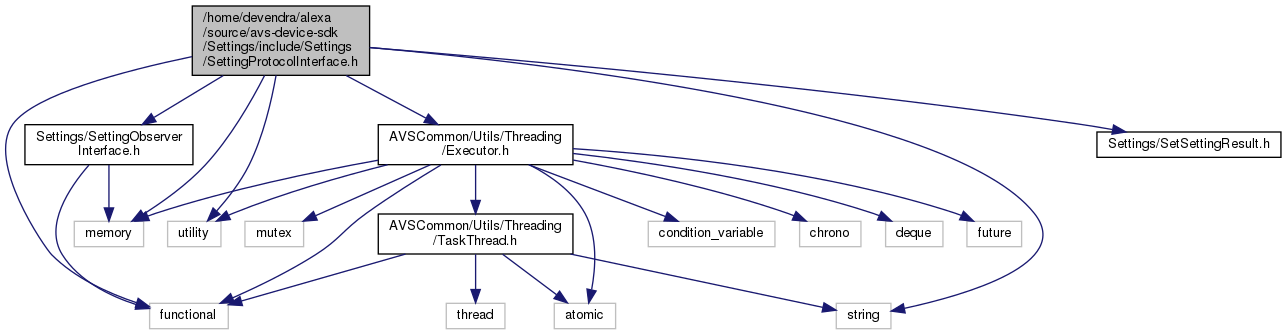 /home/devendra/alexa
/source/avs-device-sdk
/Settings/include/Settings
/SettingProtocolInterface.h
Settings/SettingObserver
Interface.h
AVSCommon/Utils/Threading
/Executor.h
Settings/SetSettingResult.h
memory
utility
mutex
AVSCommon/Utils/Threading
/TaskThread.h
condition_variable
chrono
deque
future
functional
thread
atomic
string